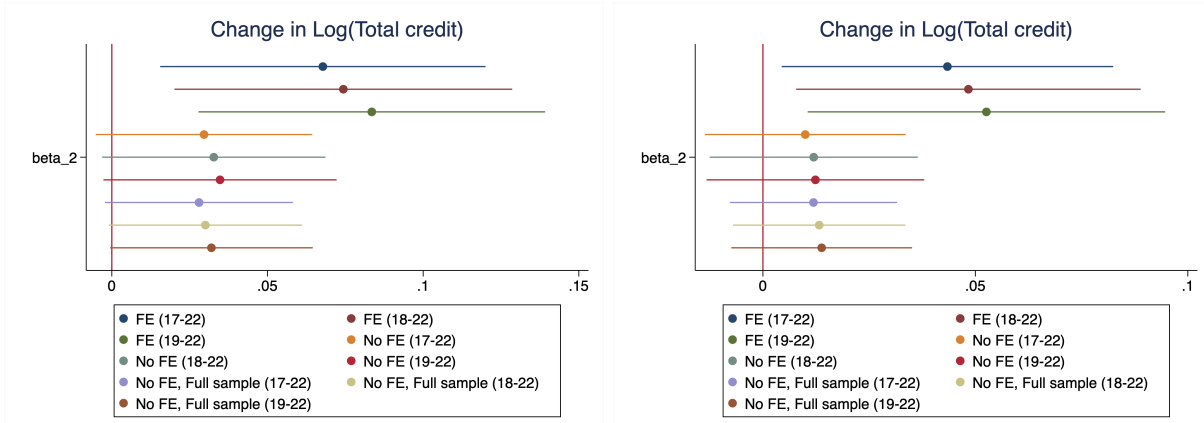 Change in Log(Total credit)
beta_2
0 .05 .1 .15
FE (17-22) FE (18-22)
FE (19-22) No FE (17-22)
No FE (18-22) No FE (19-22)
No FE, Full sample (17-22) No FE, Full sample (18-22)
No FE, Full sample (19-22)
Change in Log(Total credit)
beta_2
0 .05 .1
FE (17-22) FE (18-22)
FE (19-22) No FE (17-22)
No FE (18-22) No FE (19-22)
No FE, Full sample (17-22) No FE, Full sample (18-22)
No FE, Full sample (19-22)